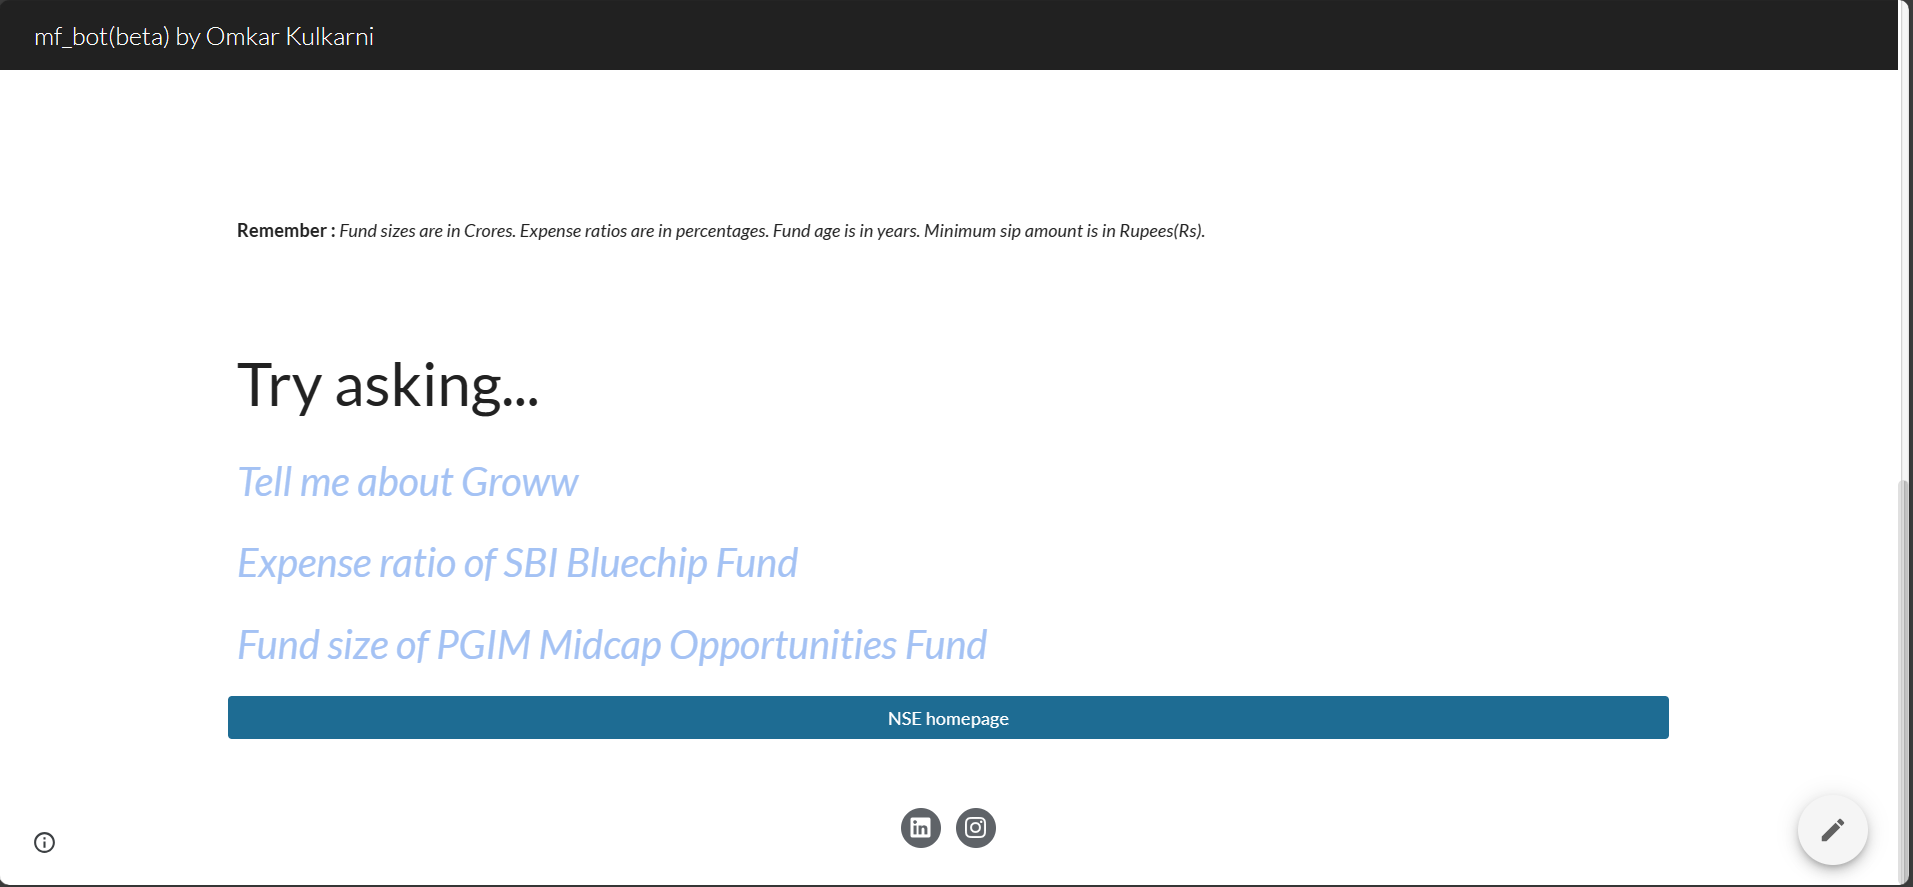 mf_bot(beta) by Omkar Kulkarni
Remember : Fund sizes are in Crores. Expense ratios are in percentages. Fund age is in years. Minimum sip amount is in Rupees(Rs).
Try asking...
Tell me about Groww
Expense ratio of SBI Bluechip Fund
Fund size of PGIM Midcap Opportunities Fund
NSE homepage